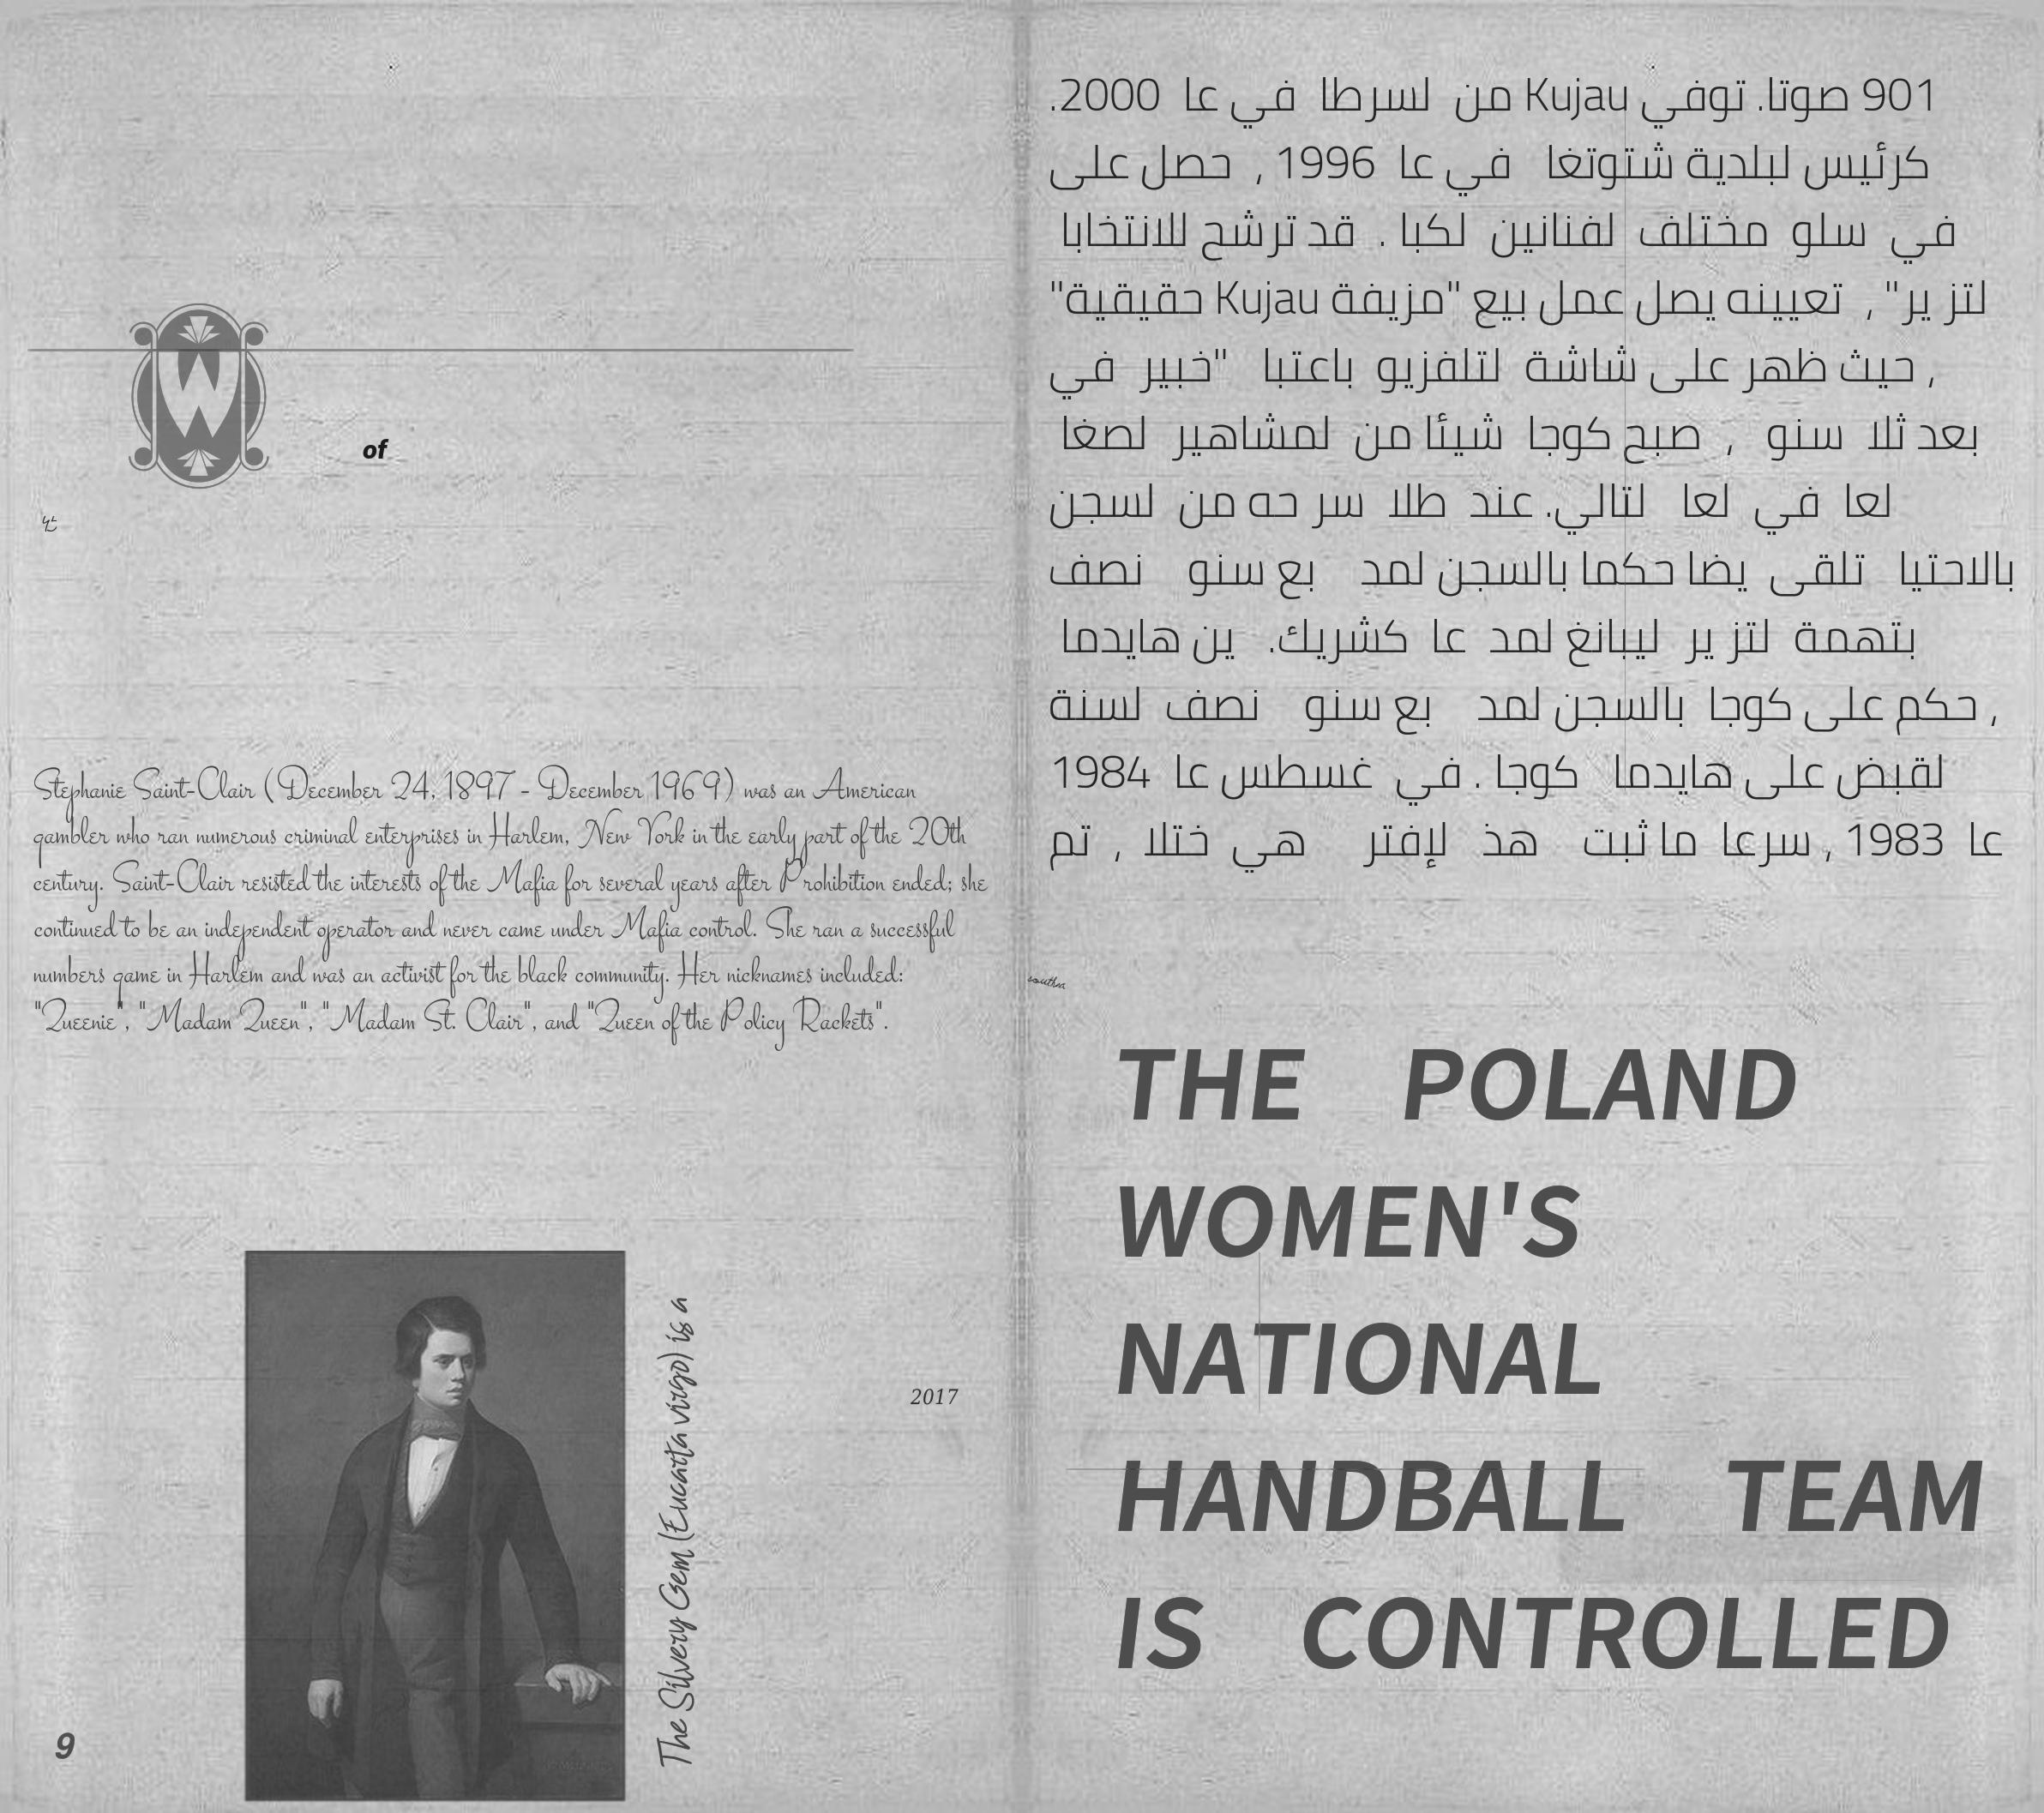 of
Stephanie Saint-Clair (December 24, 1897 - December 1969) was an American
gambler who ran numerous criminal enterprises in Harlem, New York in the early part of the 20th
century. Saint-Clair resisted the interests of the Mafia for several years after Prohibition ended; she
continued to be an independent operator and never came under Mafia control. She ran a successful
numbers game in Harlem and was an activist for the black community. Her nicknames included:
"Queenie", "Madam Queen", "Madam St. Clair", and "Queen of the Policy Rackets".
The Silvery Gem (Eucarta virgo) is a
2017
9
901 صوتا. توفي Kujau من لسرطا في عا 2000.
كرئيس لبلدية شتوتغا في عا 1996 , حصل على
في سلو مختلف لفنانين لكبا . قد ترشح للانتخابا
لتز ير" , تعيينه يصل عمل بيع "مزيفة Kujau حقيقية"
, حيث ظهر على شاشة لتلفزيو باعتبا "خبير في
بعد ثلا سنو , صبح كوجا شيئا من لمشاهير لصغا
لعا في لعا لتالي. عند طلا سر حه من لسجن
بالاحتيا تلقى يضا حكما بالسجن لمد بع سنو نصف
بتهمة لتز ير ليبانغ لمد عا كشريك. ين هايدما
, حكم على كوجا بالسجن لمد بع سنو نصف لسنة
لقبض على هايدما كوجا . في غسطس عا 1984
عا 1983 , سرعا ما ثبت هذ لإفتر هي ختلا , تم
THE POLAND
WOMEN'S
NATIONAL
HANDBALL TEAM
IS CONTROLLED